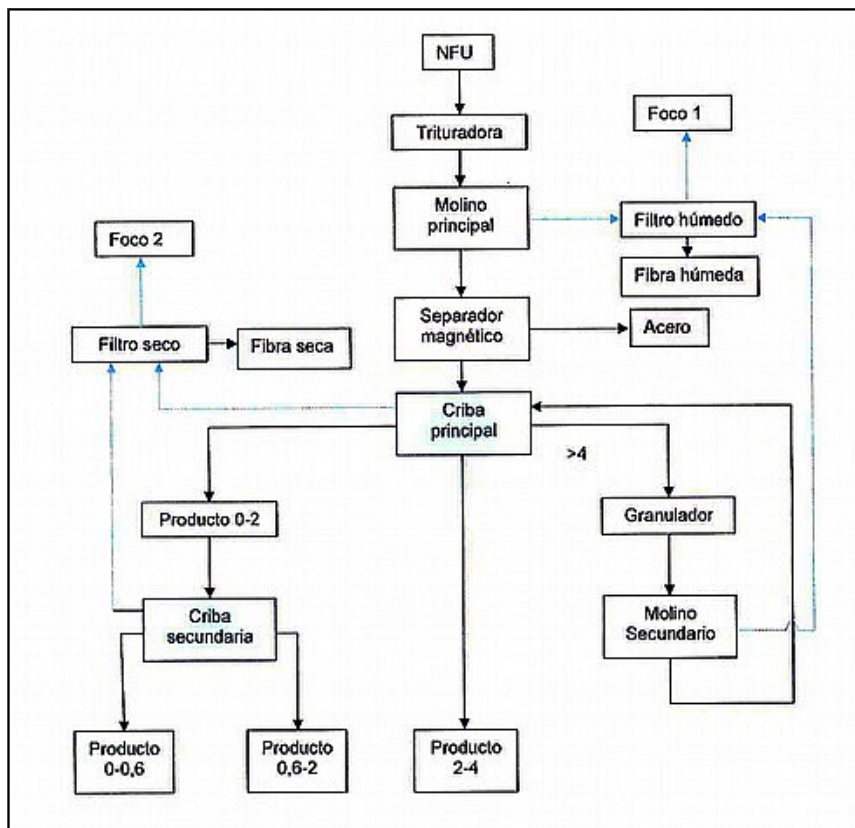 NFU
Foco 1
Trituradora
Molino
principal
Filtro húmedo
Foco 2
Fibra húmeda
Separador
magnético
Acero
Filtro seco
Fibra seca
Criba
principal
>4
Producto 0-2
Granulador
Criba
secundaria
Molino
Secundario
Producto
0-0,6
Producto
0,6-2
Producto
2-4